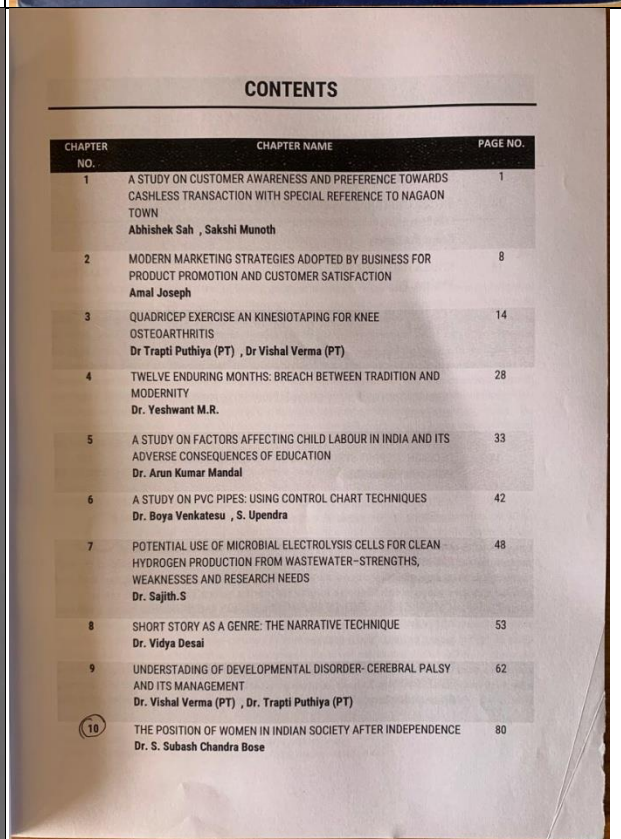 CONTENTS
CHAPTER NO. CHAPTER NAME PAGE NO.
1 A STUDY ON CUSTOMER AWARENESS AND PREFERENCE TOWARDS 1
CASHLESS TRANSACTION WITH SPECIAL REFERENCE TO NAGAON
TOWN
Abhishek Sah , Sakshi Munoth
2 MODERN MARKETING STRATEGIES ADOPTED BY BUSINESS FOR 8
PRODUCT PROMOTION AND CUSTOMER SATISFACTION
Amal Joseph
3 QUADRICEP EXERCISE AN KINESIOTAPING FOR KNEE 14
OSTEOARTHRITIS
Dr Trapti Puthiya (PT) , Dr Vishal Verma (PT)
4 TWELVE ENDURING MONTHS: BREACH BETWEEN TRADITION AND 28
MODERNITY
Dr. Yeshwant M.R.
5 A STUDY ON FACTORS AFFECTING CHILD LABOUR IN INDIA AND ITS 33
ADVERSE CONSEQUENCES OF EDUCATION
Dr. Arun Kumar Mandal
6 A STUDY ON PVC PIPES: USING CONTROL CHART TECHNIQUES 42
Dr. Boya Venkatesu , S. Upendra
7 POTENTIAL USE OF MICROBIAL ELECTROLYSIS CELLS FOR CLEAN 48
HYDROGEN PRODUCTION FROM WASTEWATER–STRENGTHS,
WEAKNESSES AND RESEARCH NEEDS
Dr. Sajith.S
8 SHORT STORY AS A GENRE: THE NARRATIVE TECHNIQUE 53
Dr. Vidya Desai
9 UNDERSTADING OF DEVELOPMENTAL DISORDER- CEREBRAL PALSY 62
AND ITS MANAGEMENT
Dr. Vishal Verma (PT) , Dr. Trapti Puthiya (PT)
10 THE POSITION OF WOMEN IN INDIAN SOCIETY AFTER INDEPENDENCE 80
Dr. S. Subash Chandra Bose